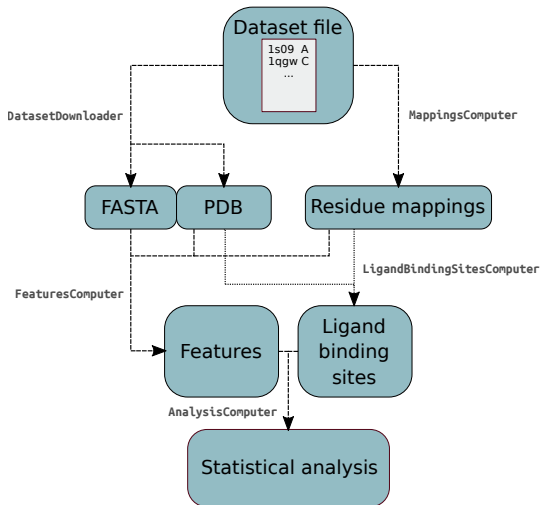 Dataset file
1s09 A
1qgw C
...
DatasetDownloader
MappingsComputer
FASTA
PDB
Residue mappings
LigandBindingSitesComputer
FeaturesComputer
Features
Ligand
binding
sites
AnalysisComputer
Statistical analysis